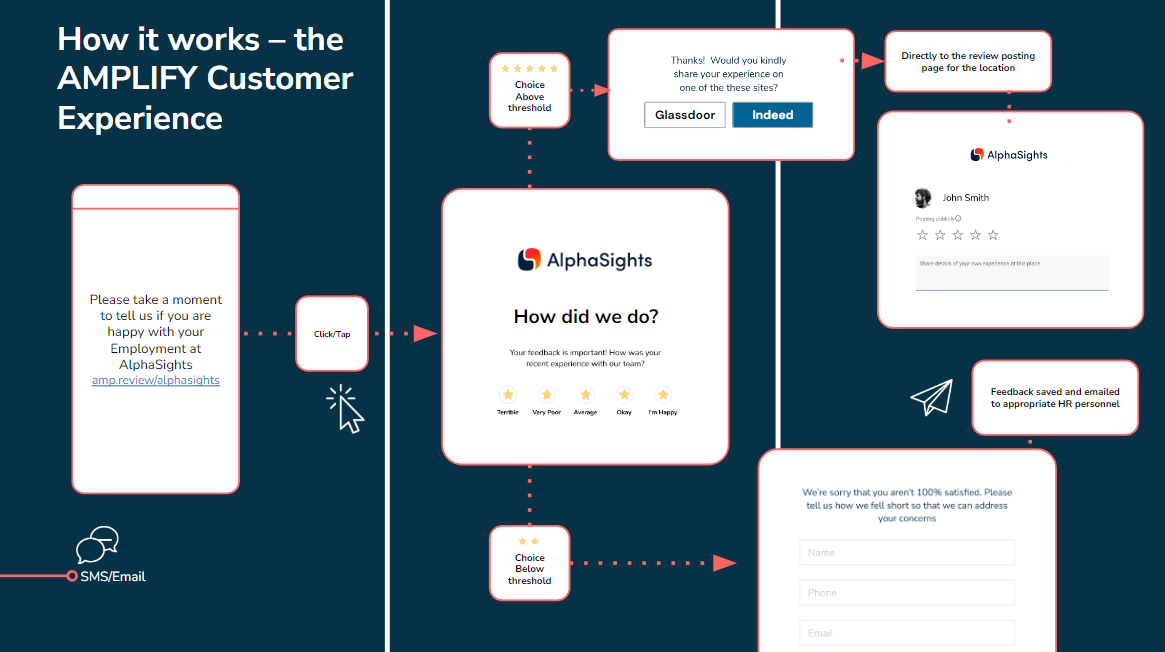 How it works – the
AMPLIFY Customer
Experience
Please take a moment
to tell us if you are
happy with your
Employment at
AlphaSights
amp.review/alphasights
SMS/Email
Click/Tap
Choice
Above
threshold
Thanks! Would you kindly
share your experience on
one of the these sites?
Glassdoor
Indeed
Directly to the review posting
page for the location
AlphaSights
John Smith
Posting publicly
Share details of your own experience at this place
AlphaSights
How did we do?
Your feedback is important! How was your
recent experience with our team?
Terrible Very Poor Average Okay I'm Happy
Choice
Below
threshold
Feedback saved and emailed
to appropriate HR personnel
We're sorry that you aren't 100% satisfied. Please
tell us how we fell short so that we can address
your concerns
Name
Phone
Email